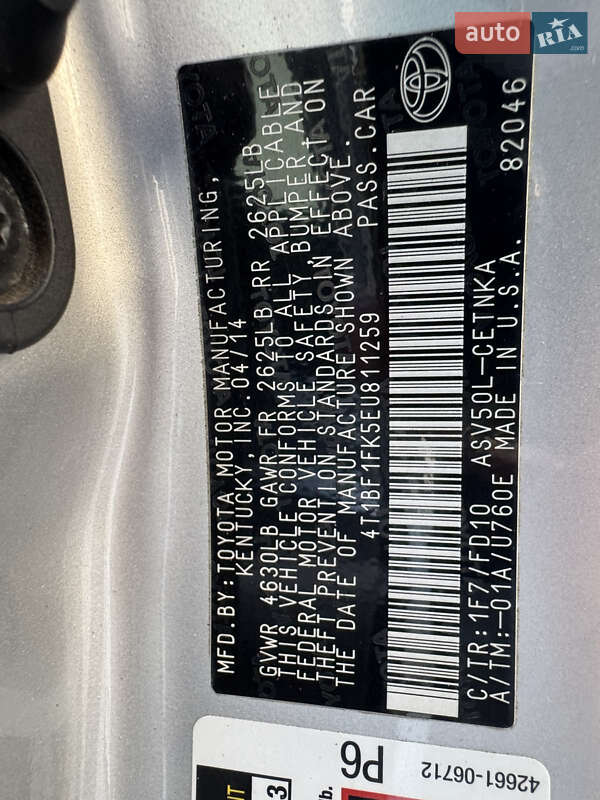 auto RIA .com
MFD.BY:TOYOTA MOTOR MANUFACTURING,
KENTUCKY, INC. 04/14
GVWR 4630LB GAWR FR 2625LB RR 2625LB
THIS VEHICLE CONFORMS TO ALL APPLICABLE
FEDERAL MOTOR VEHICLE SAFETY, BUMPER AND
THEFT PREVENTION STANDARDS IN EFFECT ON
THE DATE OF MANUFACTURE SHOWN ABOVE.
4T1BF1FK5EU811259 PASS.CAR
C/TR:1F7//FD10 ASV50L-CETNKA 82046
A/TM:-01A/U760E MADE IN U.S.A.
NT
3
P6
42661-06712